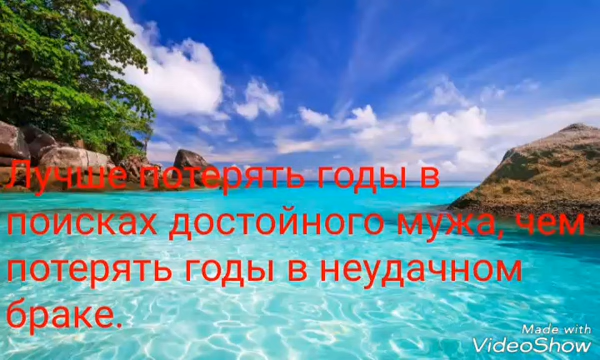 Лучше потерять годы в
поисках достойного мужа, чем
потерять годы в неудачном
браке.
Made with
VideoShow